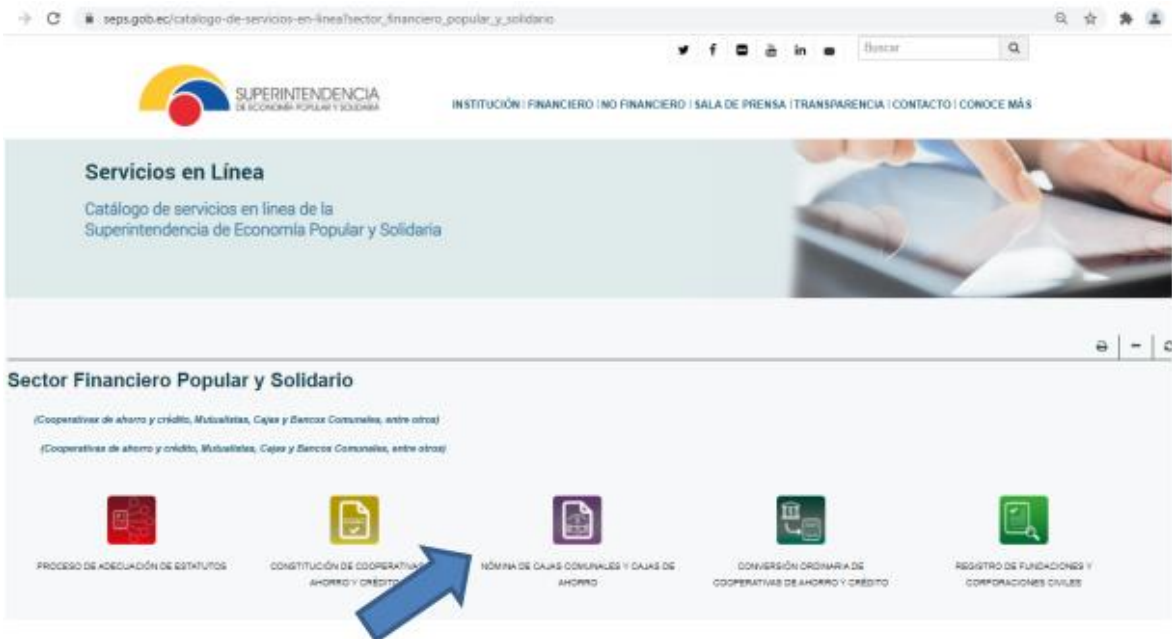 seps.gob.ec/catalogo-de-servicios-en-linea?sector_financiero_popular_y_solidario
Buscar
SUPERINTENDENCIA
DE ECONOMÍA POPULAR Y SOLIDARIA
INSTITUCIÓN | FINANCIERO | NO FINANCIERO | SALA DE PRENSA | TRANSPARENCIA | CONTACTO | CONOCE MÁS
Servicios en Línea
Catálogo de servicios en línea de la
Superintendencia de Economía Popular y Solidaria
Sector Financiero Popular y Solidario
(Cooperativas de ahorro y crédito, Mutualistas, Cajas y Bancos Comunales, entre otros)
(Cooperativas de ahorro y crédito, Mutualistas, Cajas y Bancos Comunales, entre otros)
PROCESO DE ADECUACIÓN DE ESTATUTOS
CONSTITUCIÓN DE COOPERATIVAS
AHORRO Y CRÉDITO
NÓMINA DE CAJAS COMUNALES Y CAJAS DE
AHORRO
CONVERSIÓN ORDINARIA DE
COOPERATIVAS DE AHORRO Y CRÉDITO
REGISTRO DE FUNDACIONES Y
CORPORACIONES CIVILES